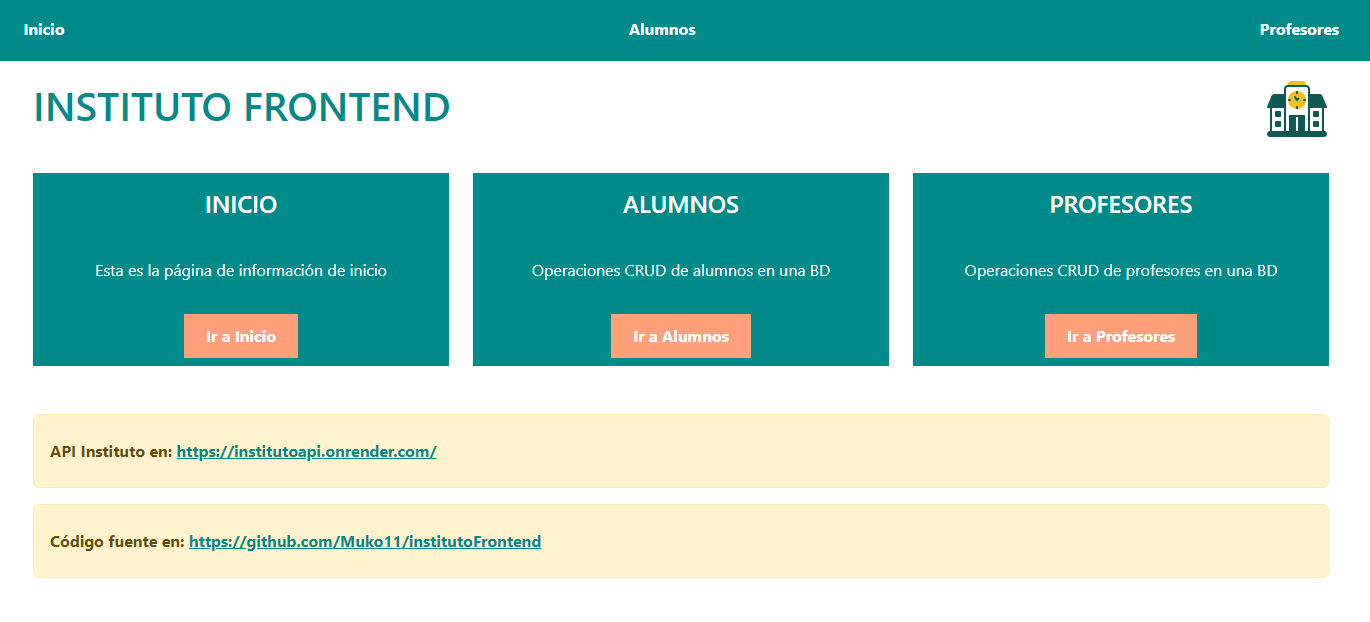 Inicio Alumnos Profesores
INSTITUTO FRONTEND
INICIO
Esta es la página de información de inicio
Ir a Inicio
ALUMNOS
Operaciones CRUD de alumnos en una BD
Ir a Alumnos
PROFESORES
Operaciones CRUD de profesores en una BD
Ir a Profesores
API Instituto en: https://institutoapi.onrender.com/
Código fuente en: https://github.com/Muko11/institutoFrontend